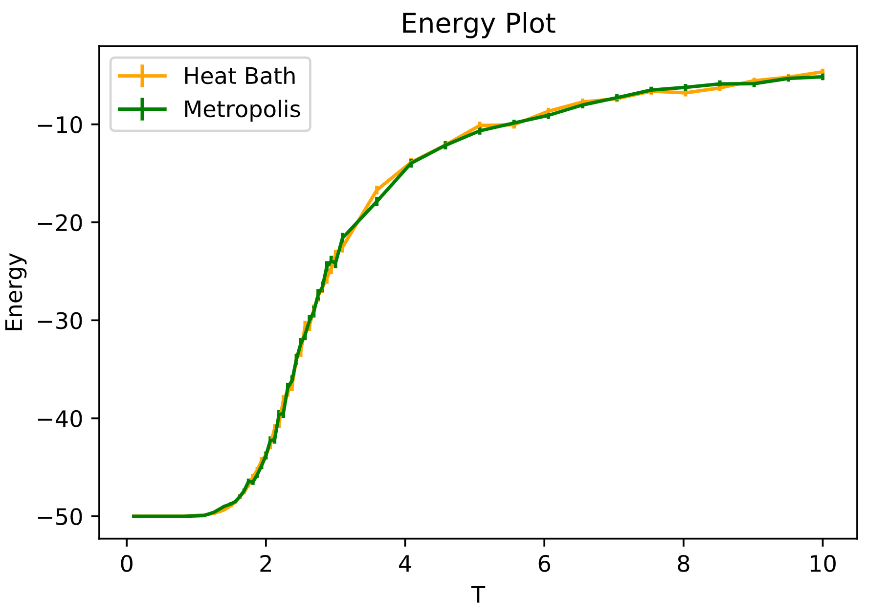 Energy Plot
Heat Bath
Metropolis
−10
−20
−30
−40
−50
Energy
0 2 4 6 8 10
T